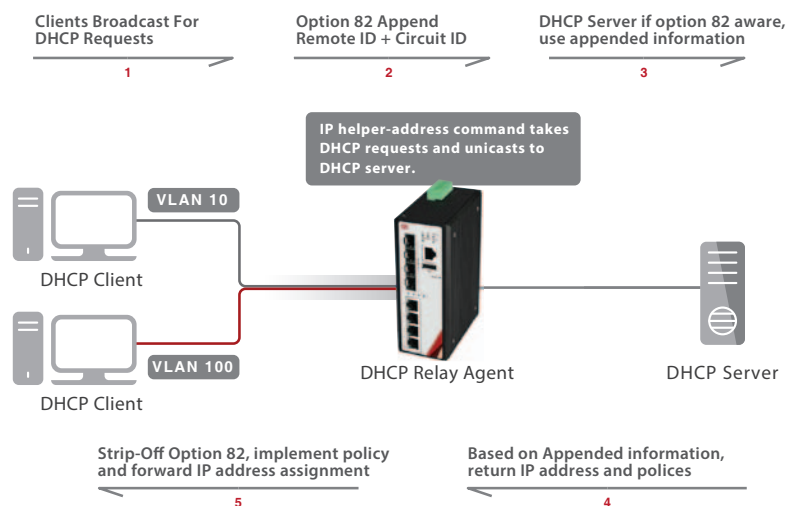 Clients Broadcast For
DHCP Requests
1
Option 82 Append
Remote ID + Circuit ID
2
DHCP Server if option 82 aware,
use appended information
3
IP helper-address command takes
DHCP requests and unicasts to
DHCP server.
VLAN 10
DHCP Client
VLAN 100
DHCP Client
DHCP Relay Agent
DHCP Server
Strip-Off Option 82, implement policy
and forward IP address assignment
5
Based on Appended information,
return IP address and polices
4